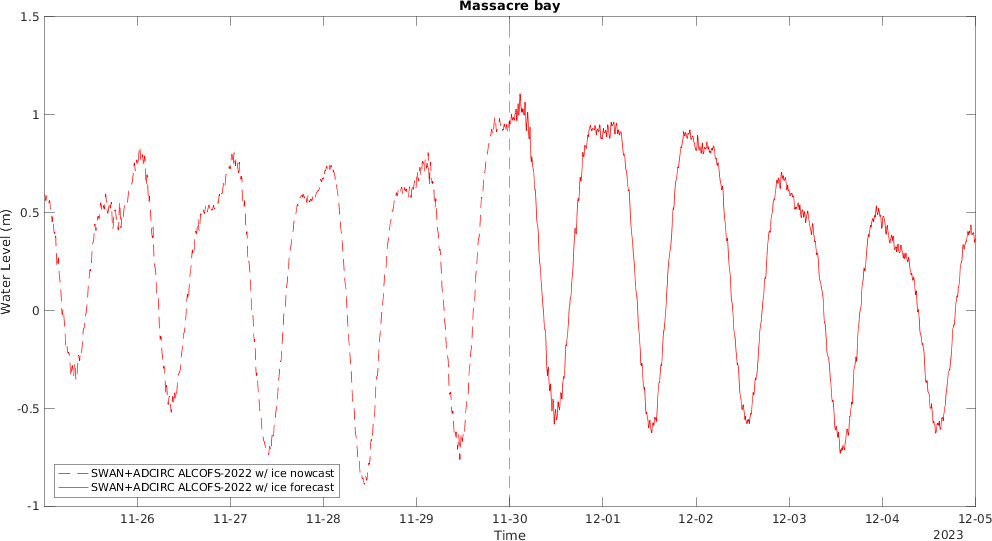 Massacre bay
1.5
1
0.5
0
-0.5
-1
Water Level (m)
SWAN+ADCIRC ALCOFS-2022 w/ ice nowcast
SWAN+ADCIRC ALCOFS-2022 w/ ice forecast
11-26 11-27 11-28 11-29 11-30 12-01 12-02 12-03 12-04 12-05
Time
2023